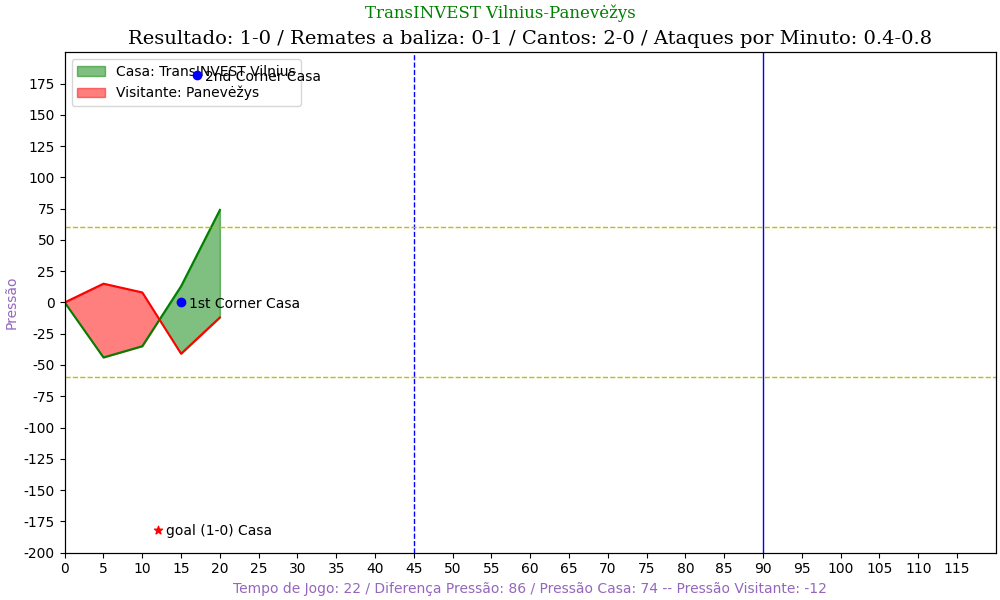 TransINVEST Vilnius-Panevėžys
Resultado: 1-0 / Remates a baliza: 0-1 / Cantos: 2-0 / Ataques por Minuto: 0.4-0.8
Casa: TransINVEST Vilnius
2nd Corner Casa
Visitante: Panevėžys
175
150
125
100
75
50
25
0
-25
-50
-75
-100
-125
-150
-175
-200
Pressão
1st Corner Casa
goal (1-0) Casa
0 5 10 15 20 25 30 35 40 45 50 55 60 65 70 75 80 85 90 95 100 105 110 115
Tempo de Jogo: 22 / Diferença Pressão: 86 / Pressão Casa: 74 -- Pressão Visitante: -12